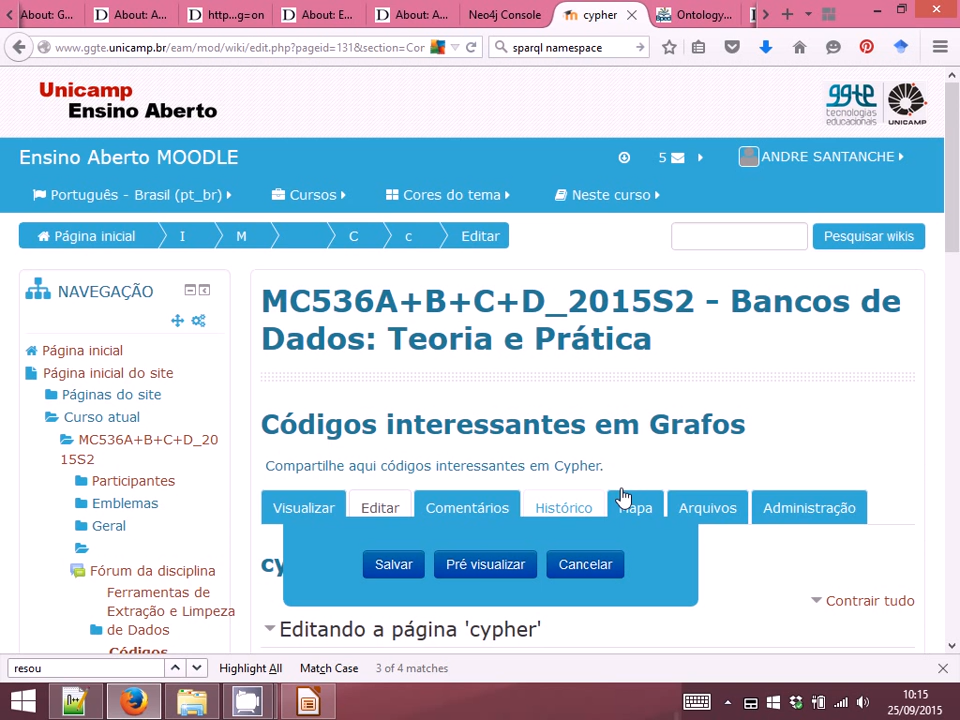 About: G...
About: A...
http...g=on
About: E...
About: A...
Neo4j Console
cypher
Ontology...
www.ggte.unicamp.br/eam/mod/wiki/edit.php?pageid=131&section=Cor
sparql namespace
Unicamp
Ensino Aberto
ggte
tecnologias
educacionais
UNICAMP
Ensino Aberto MOODLE
5
ANDRE SANTANCHE
Português - Brasil (pt_br)
Cursos
Cores do tema
Neste curso
Página inicial
I
M
C
c
Editar
Pesquisar wikis
NAVEGAÇÃO
Página inicial
Página inicial do site
Páginas do site
Curso atual
MC536A+B+C+D_20
15S2
Participantes
Emblemas
Geral
Fórum da disciplina
Ferramentas de
Extração e Limpeza
de Dados
Códigos
MC536A+B+C+D_2015S2 - Bancos de
Dados: Teoria e Prática
Códigos interessantes em Grafos
Compartilhe aqui códigos interessantes em Cypher.
Visualizar
Editar
Comentários
Histórico
Mapa
Arquivos
Administração
cy
Salvar
Pré visualizar
Cancelar
Contrair tudo
Editando a página 'cypher'
resou
Highlight All
Match Case
3 of 4 matches
10:15
25/09/2015